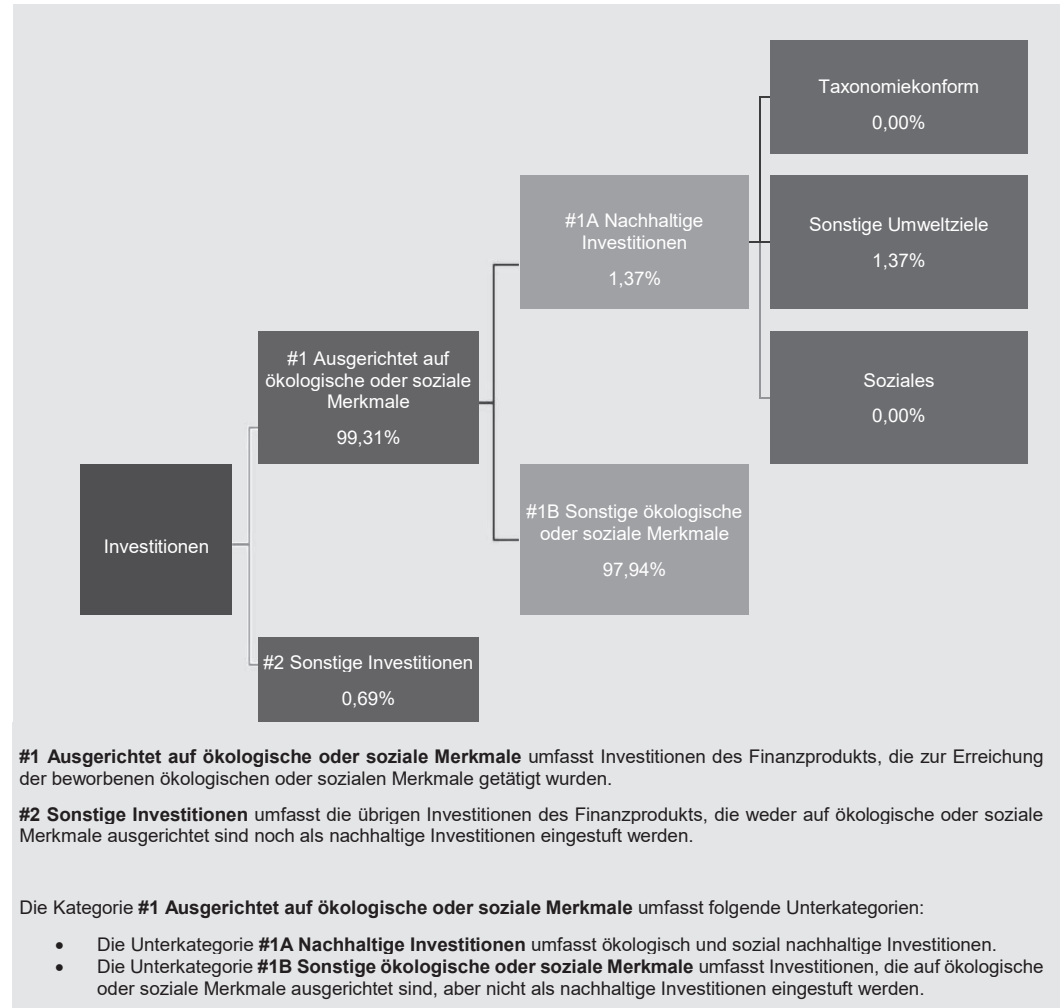 Taxonomiekonform
0,00%
#1A Nachhaltige
Investitionen
1,37%
Sonstige Umweltziele
1,37%
#1 Ausgerichtet auf
ökologische oder soziale
Merkmale
99,31%
Soziales
0,00%
Investitionen
#1B Sonstige ökologische
oder soziale Merkmale
97,94%
#2 Sonstige Investitionen
0,69%
#1 Ausgerichtet auf ökologische oder soziale Merkmale umfasst Investitionen des Finanzprodukts, die zur Erreichung
der beworbenen ökologischen oder sozialen Merkmale getätigt wurden.
#2 Sonstige Investitionen umfasst die übrigen Investitionen des Finanzprodukts, die weder auf ökologische oder soziale
Merkmale ausgerichtet sind noch als nachhaltige Investitionen eingestuft werden.
Die Kategorie #1 Ausgerichtet auf ökologische oder soziale Merkmale umfasst folgende Unterkategorien:
• Die Unterkategorie #1A Nachhaltige Investitionen umfasst ökologisch und sozial nachhaltige Investitionen.
• Die Unterkategorie #1B Sonstige ökologische oder soziale Merkmale umfasst Investitionen, die auf ökologische
oder soziale Merkmale ausgerichtet sind, aber nicht als nachhaltige Investitionen eingestuft werden.